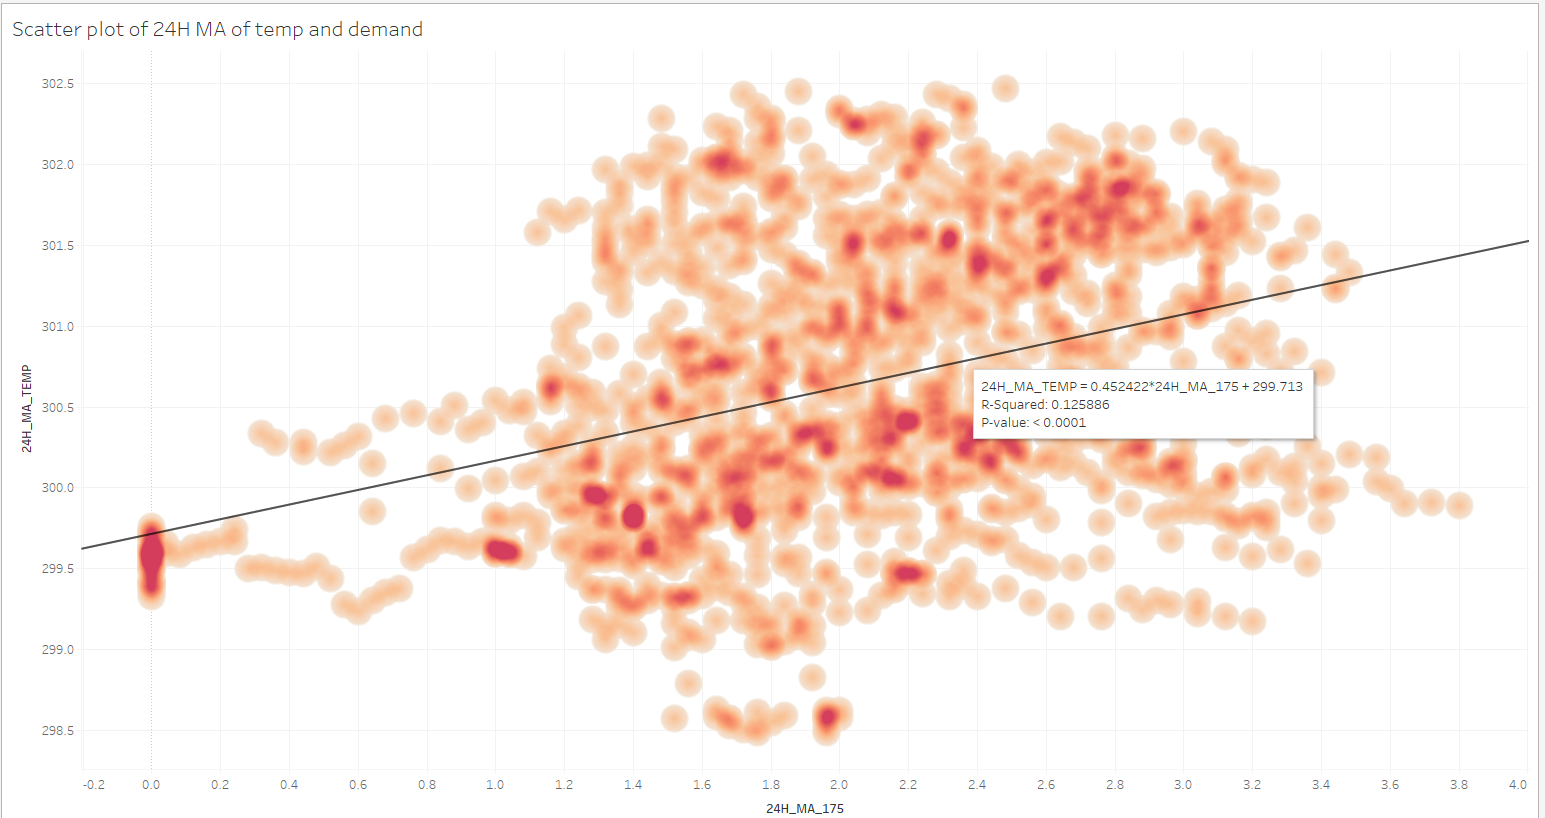 Scatter plot of 24H MA of temp and demand
302.5
302.0
301.5
301.0
300.5
300.0
299.5
299.0
298.5
24H_MA_TEMP
24H_MA_TEMP = 0.452422*24H_MA_175 + 299.713
R-Squared: 0.125886
P-value: < 0.0001
-0.2 0.0 0.2 0.4 0.6 0.8 1.0 1.2 1.4 1.6 1.8 2.0 2.2 2.4 2.6 2.8 3.0 3.2 3.4 3.6 3.8 4.0
24H_MA_175